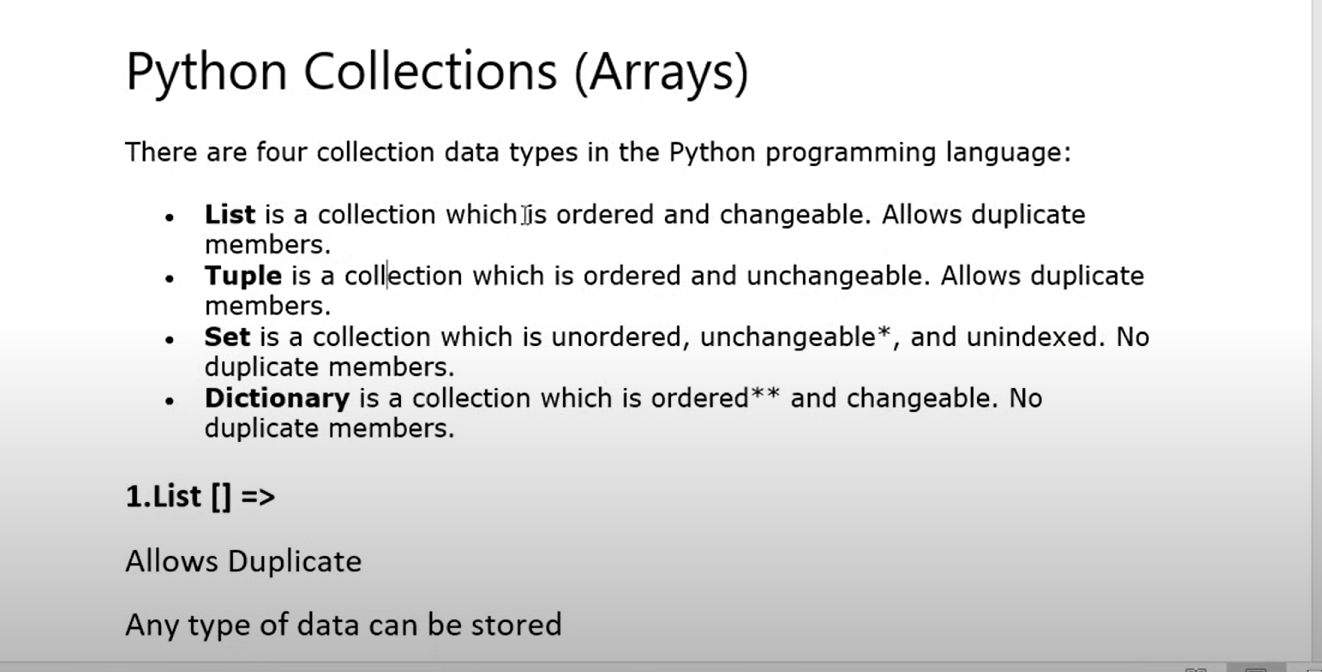 Python Collections (Arrays)
There are four collection data types in the Python programming language:
• List is a collection which is ordered and changeable. Allows duplicate
members.
• Tuple is a collection which is ordered and unchangeable. Allows duplicate
members.
• Set is a collection which is unordered, unchangeable*, and unindexed. No
duplicate members.
• Dictionary is a collection which is ordered** and changeable. No
duplicate members.
1.List [] =>
Allows Duplicate
Any type of data can be stored